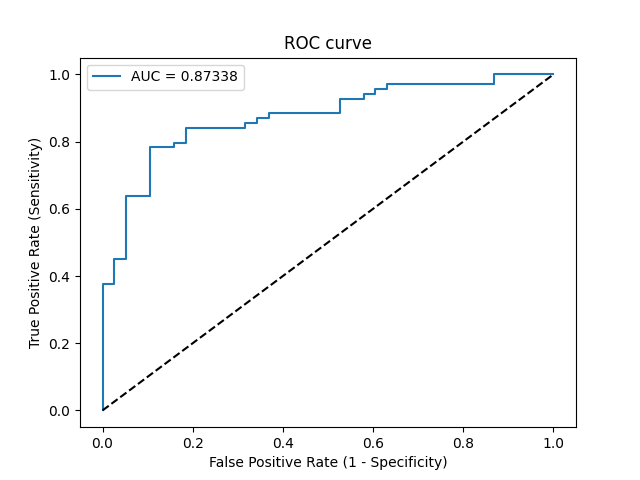 ROC curve
AUC = 0.87338
1.0
0.8
0.6
0.4
0.2
0.0
True Positive Rate (Sensitivity)
0.0 0.2 0.4 0.6 0.8 1.0
False Positive Rate (1 - Specificity)